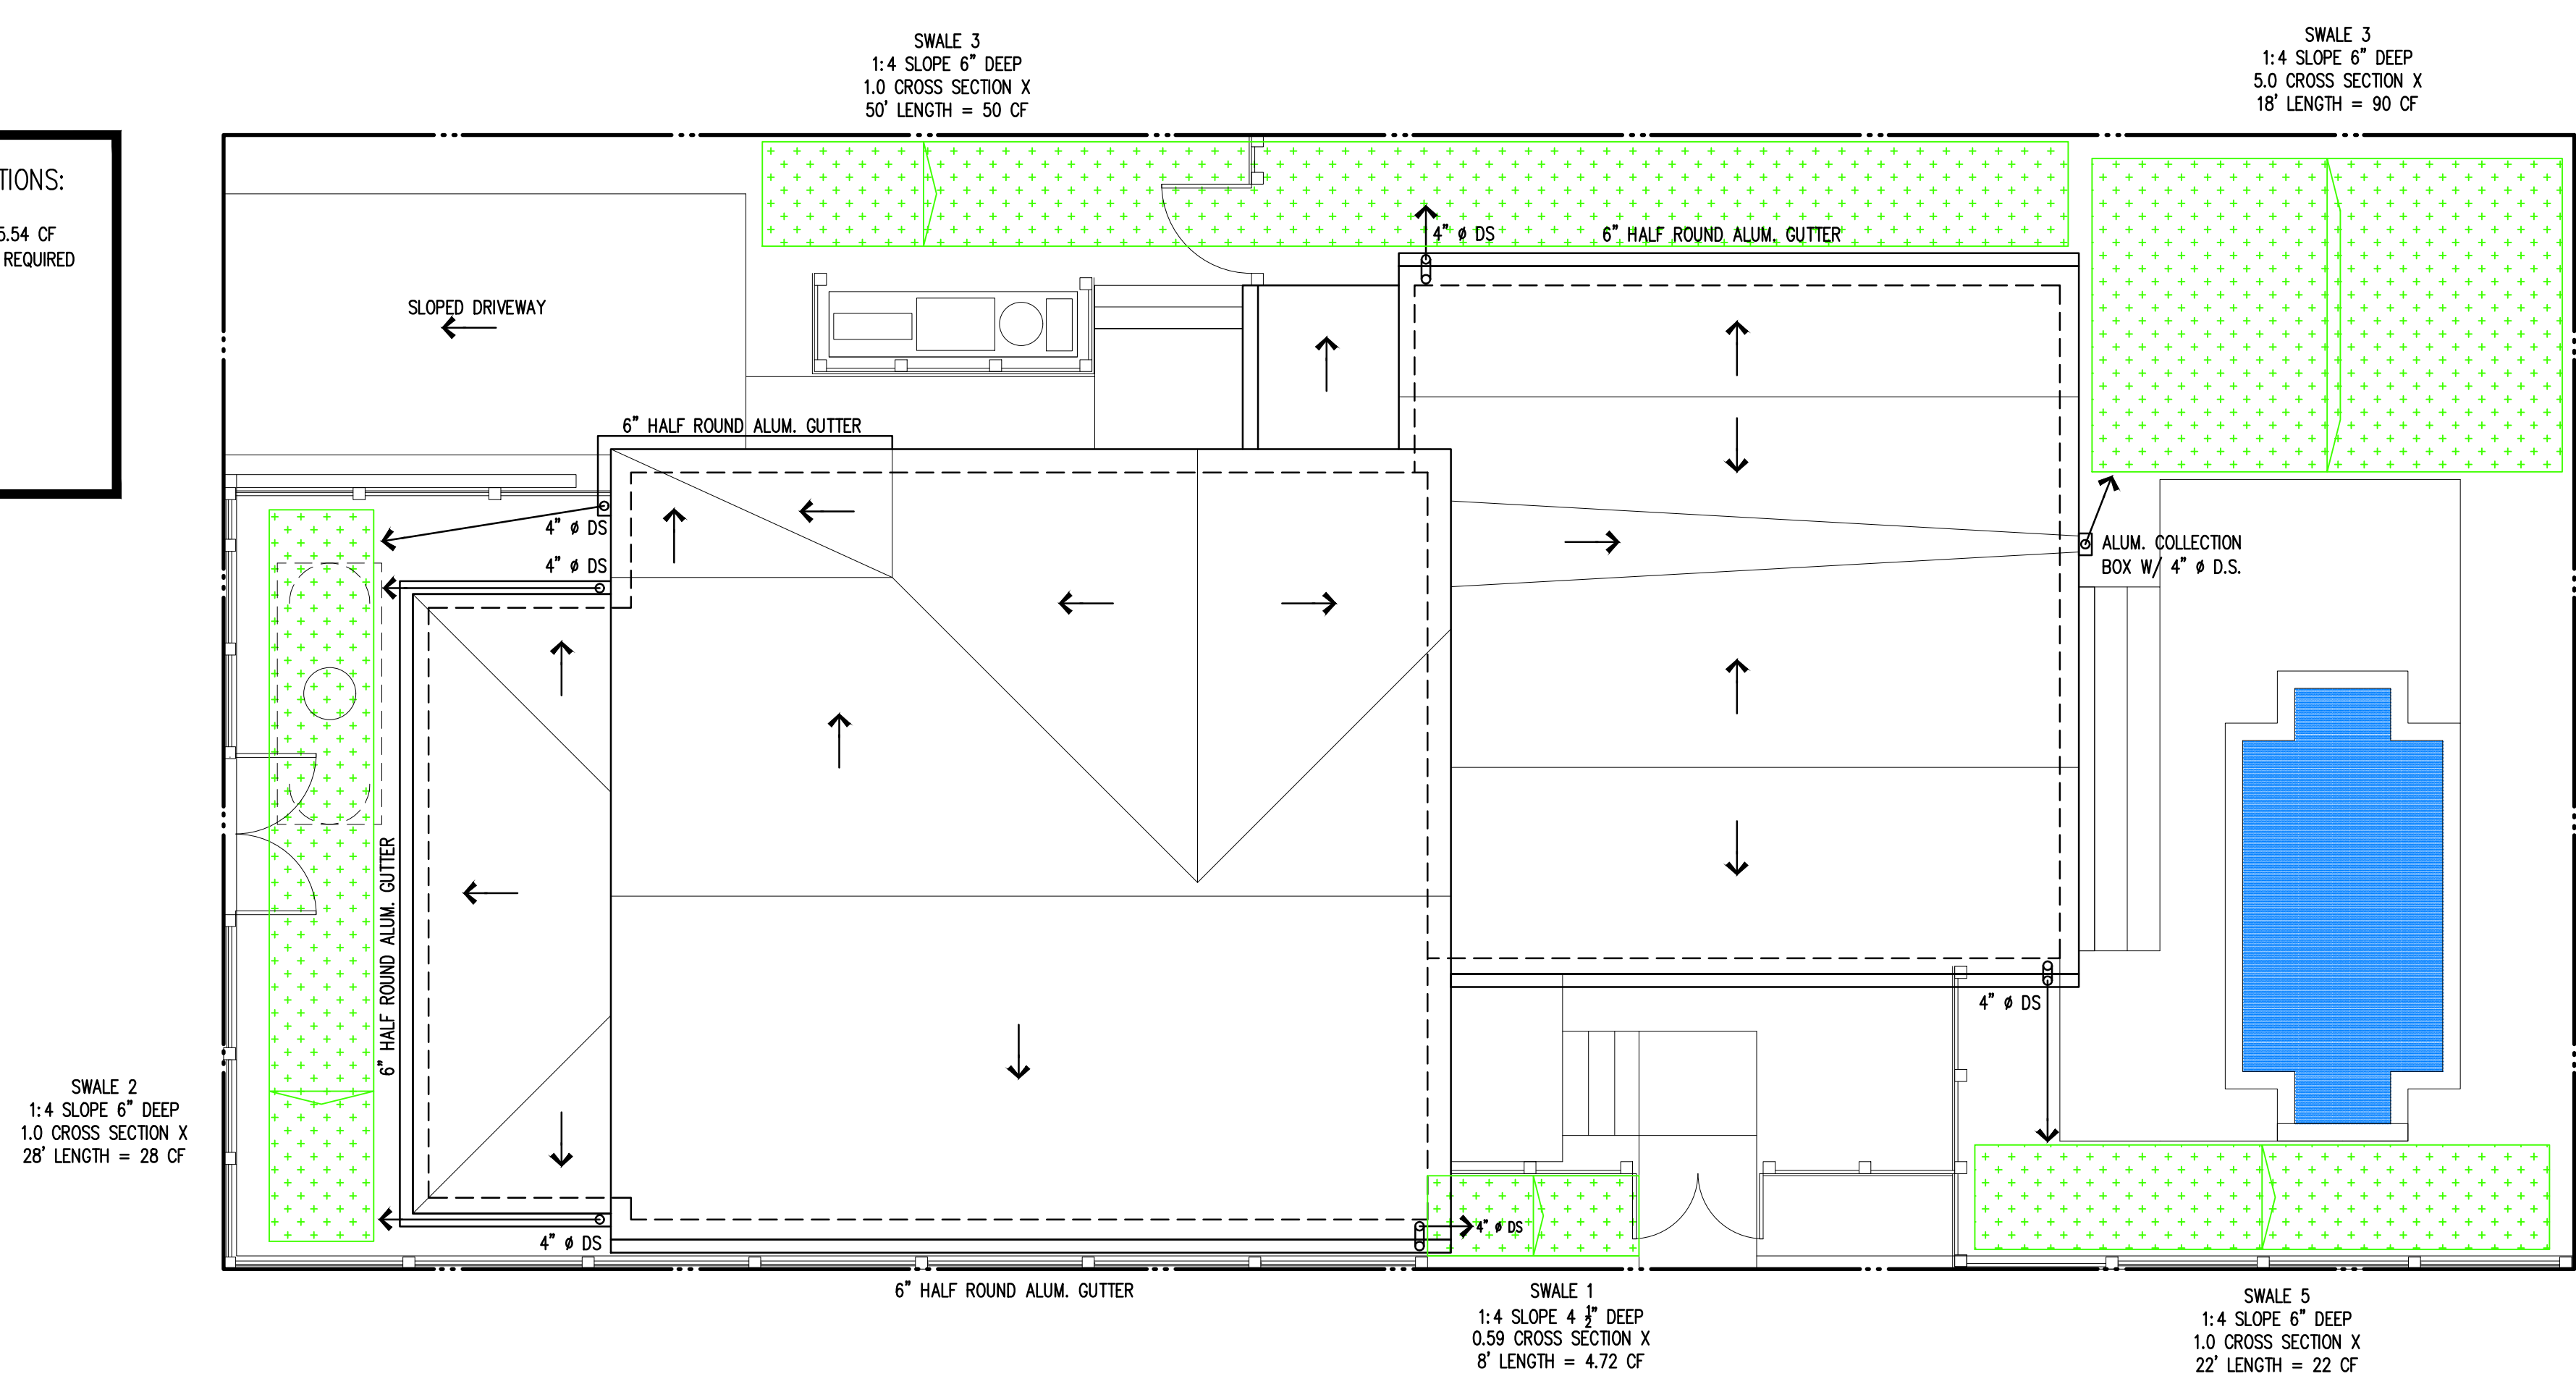 SWALE 3
1:4 SLOPE 6" DEEP
1.0 CROSS SECTION X
50' LENGTH = 50 CF
SWALE 3
1:4 SLOPE 6" DEEP
5.0 CROSS SECTION X
18' LENGTH = 90 CF
TIONS:
5.54 CF
REQUIRED
4" ø DS
6" HALF ROUND ALUM. GUTTER
SLOPED DRIVEWAY
6" HALF ROUND ALUM. GUTTER
4" ø DS
4" ø DS
ALUM. COLLECTION
BOX W/ 4" ø D.S.
6" HALF ROUND ALUM. GUTTER
4" ø DS
SWALE 2
1:4 SLOPE 6" DEEP
1.0 CROSS SECTION X
28' LENGTH = 28 CF
4" ø DS
4" ø DS
6" HALF ROUND ALUM. GUTTER
SWALE 1
1:4 SLOPE 4 ½" DEEP
0.59 CROSS SECTION X
8' LENGTH = 4.72 CF
SWALE 5
1:4 SLOPE 6" DEEP
1.0 CROSS SECTION X
22' LENGTH = 22 CF